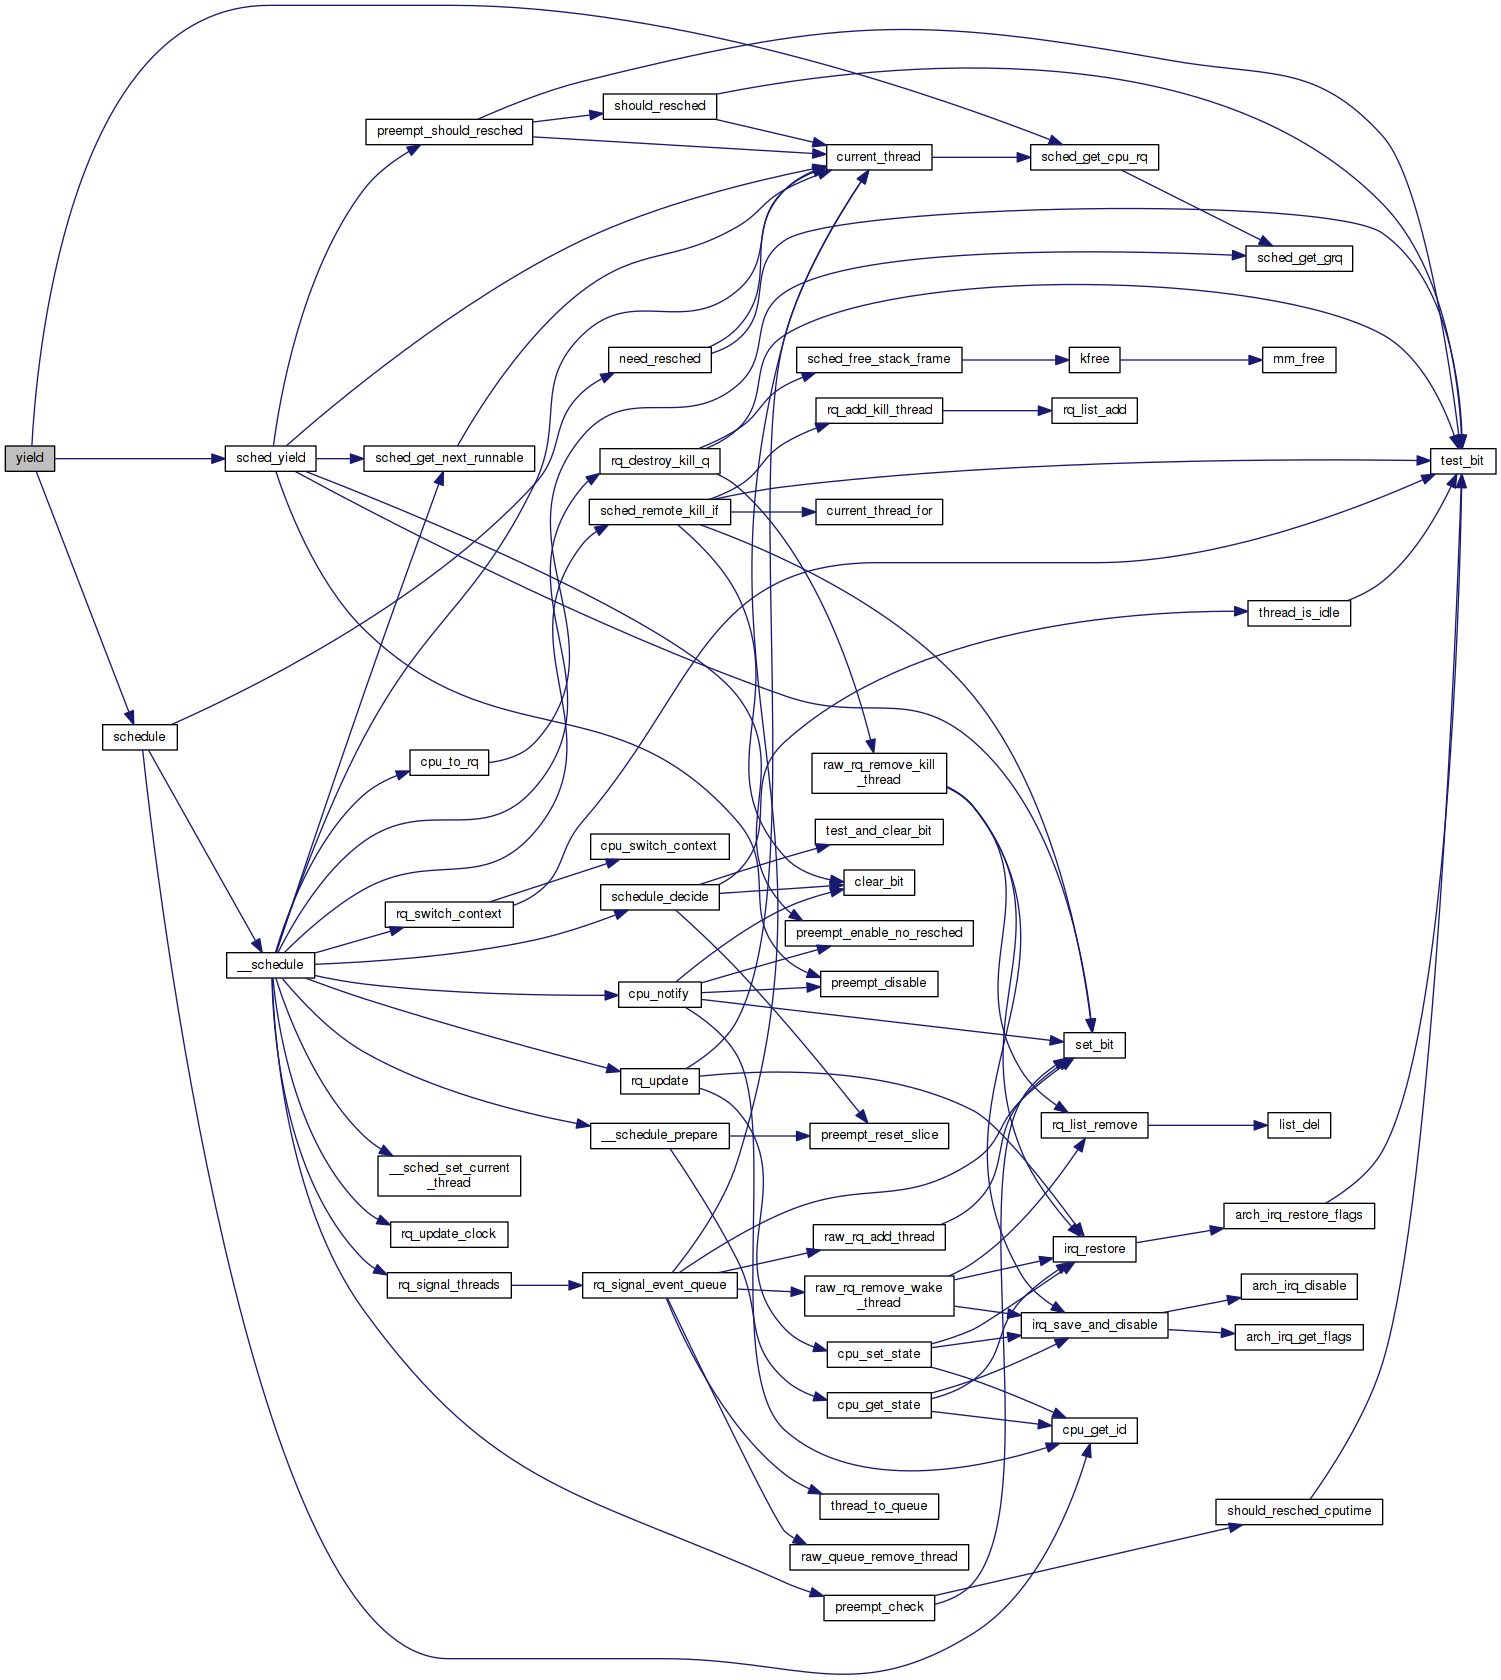 should_resched
preempt_should_resched
current_thread
sched_get_cpu_rq
sched_get_grq
need_resched
sched_free_stack_frame
kfree
mm_free
rq_add_kill_thread
rq_list_add
yield
sched_yield
sched_get_next_runnable
rq_destroy_kill_q
test_bit
sched_remote_kill_if
current_thread_for
thread_is_idle
schedule
cpu_to_rq
raw_rq_remove_kill
_thread
test_and_clear_bit
cpu_switch_context
clear_bit
schedule_decide
rq_switch_context
preempt_enable_no_resched
__schedule
preempt_disable
cpu_notify
set_bit
rq_update
rq_list_remove
list_del
__schedule_prepare
preempt_reset_slice
__sched_set_current
_thread
arch_irq_restore_flags
rq_update_clock
raw_rq_add_thread
irq_restore
rq_signal_threads
rq_signal_event_queue
raw_rq_remove_wake
_thread
arch_irq_disable
irq_save_and_disable
arch_irq_get_flags
cpu_set_state
cpu_get_state
cpu_get_id
thread_to_queue
should_resched_cputime
raw_queue_remove_thread
preempt_check